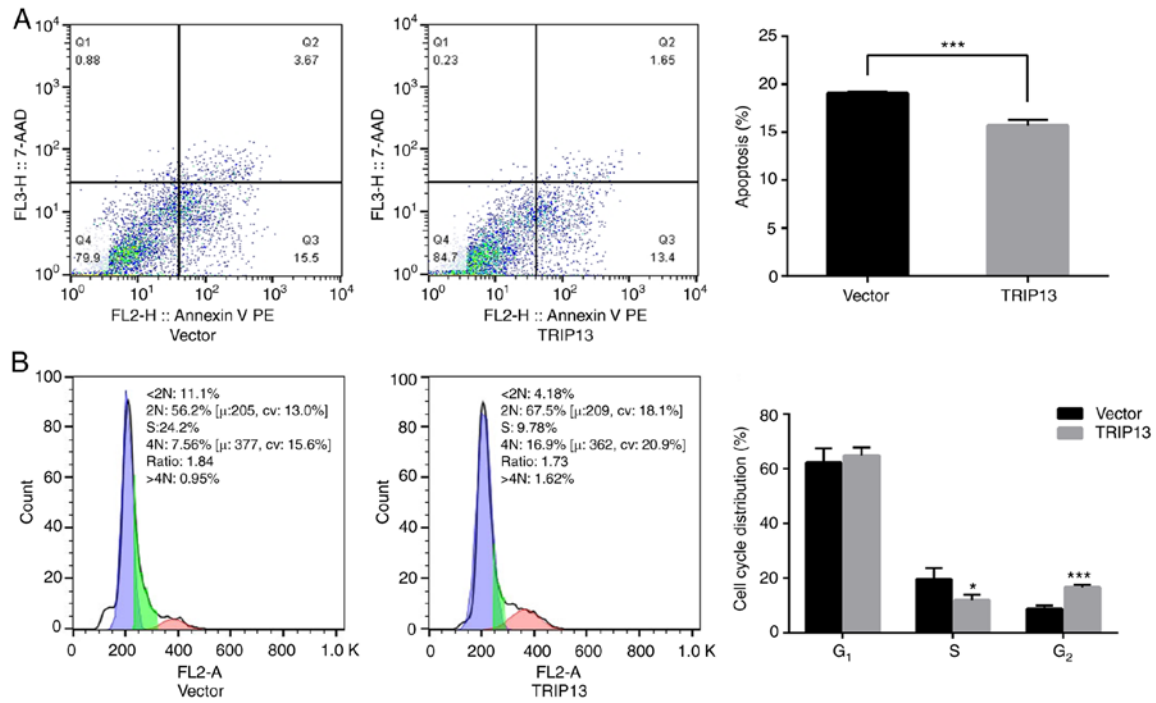 A
10⁴
10³
10²
10¹
10⁰
FL3-H :: 7-AAD
Q1
0.88
Q2
3.67
Q4
79.9
Q3
15.5
10⁰ 10¹ 10² 10³ 10⁴
FL2-H :: Annexin V PE
Vector
10⁴
10³
10²
10¹
10⁰
FL3-H :: 7-AAD
Q1
0.23
Q2
1.65
Q4
84.7
Q3
13.4
10⁰ 10¹ 10² 10³ 10⁴
FL2-H :: Annexin V PE
TRIP13
25
20
15
10
5
0
Apoptosis (%)
***
Vector TRIP13
B
100
80
60
40
20
0
Count
<2N: 11.1%
2N: 56.2% [µ:205, cv: 13.0%]
S:24.2%
4N: 7.56% [µ: 377, cv: 15.6%]
Ratio: 1.84
>4N: 0.95%
0 200 400 600 800 1.0 K
FL2-A
Vector
100
80
60
40
20
0
Count
<2N: 4.18%
2N: 67.5% [µ:209, cv: 18.1%]
S: 9.78%
4N: 16.9% [µ: 362, cv: 20.9%]
Ratio: 1.73
>4N: 1.62%
0 200 400 600 800 1.0 K
FL2-A
TRIP13
80
60
40
20
0
Cell cycle distribution (%)
Vector
TRIP13
*
***
G₁ S G₂